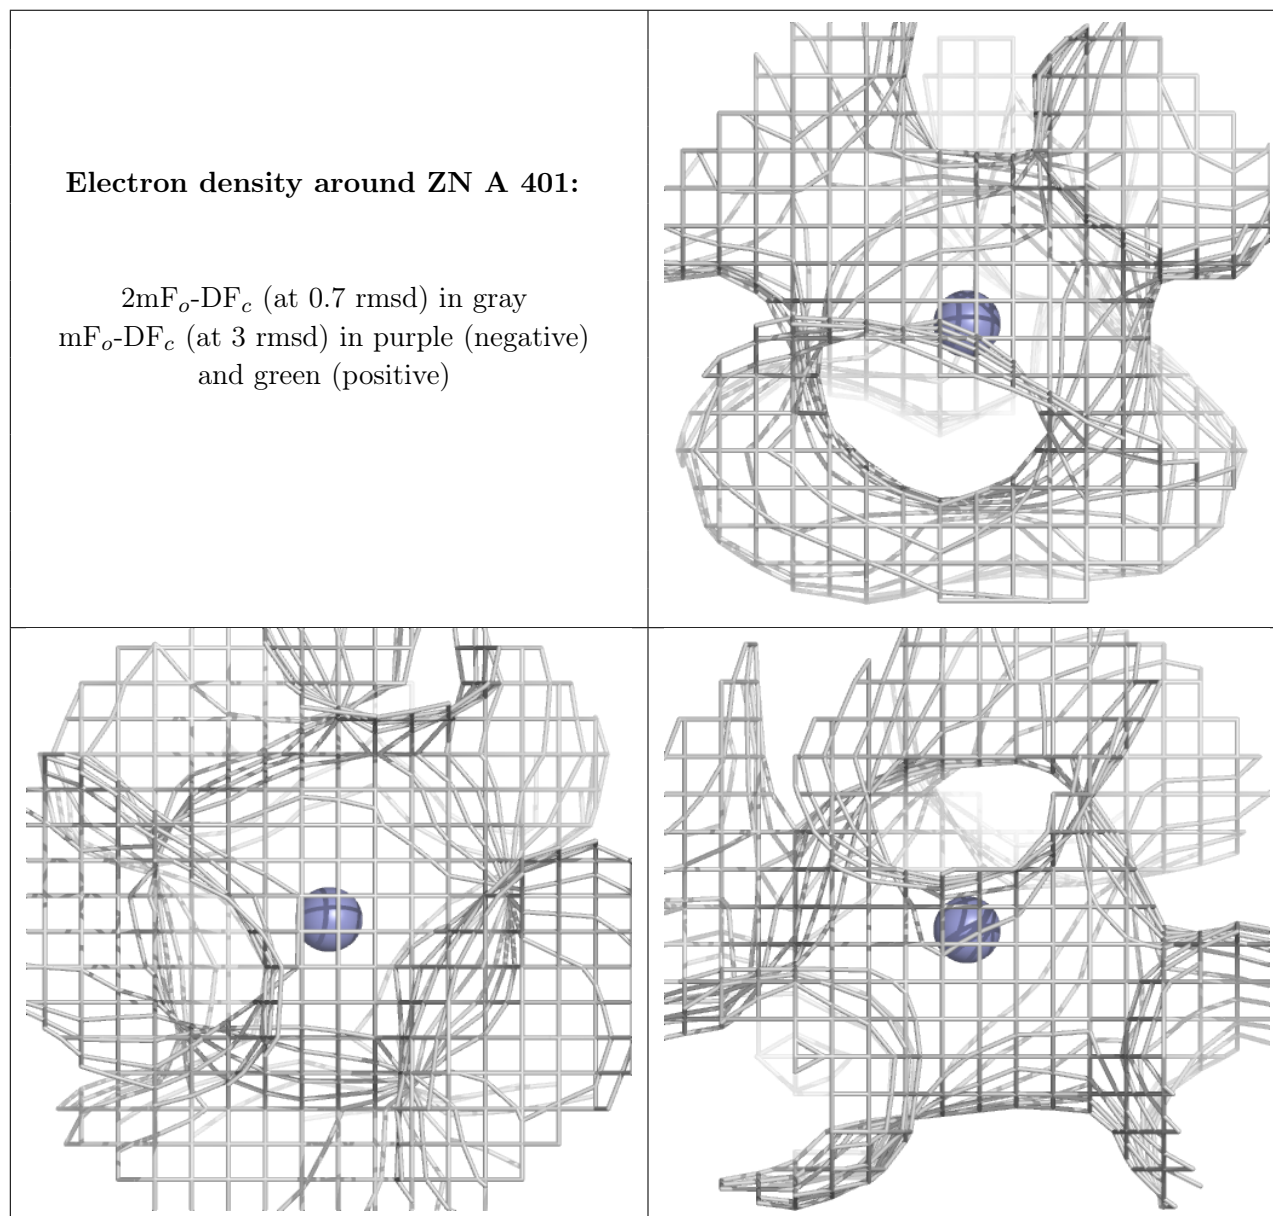 Electron density around ZN A 401:
2mFo-DFc (at 0.7 rmsd) in gray
mFo-DFc (at 3 rmsd) in purple (negative)
and green (positive)